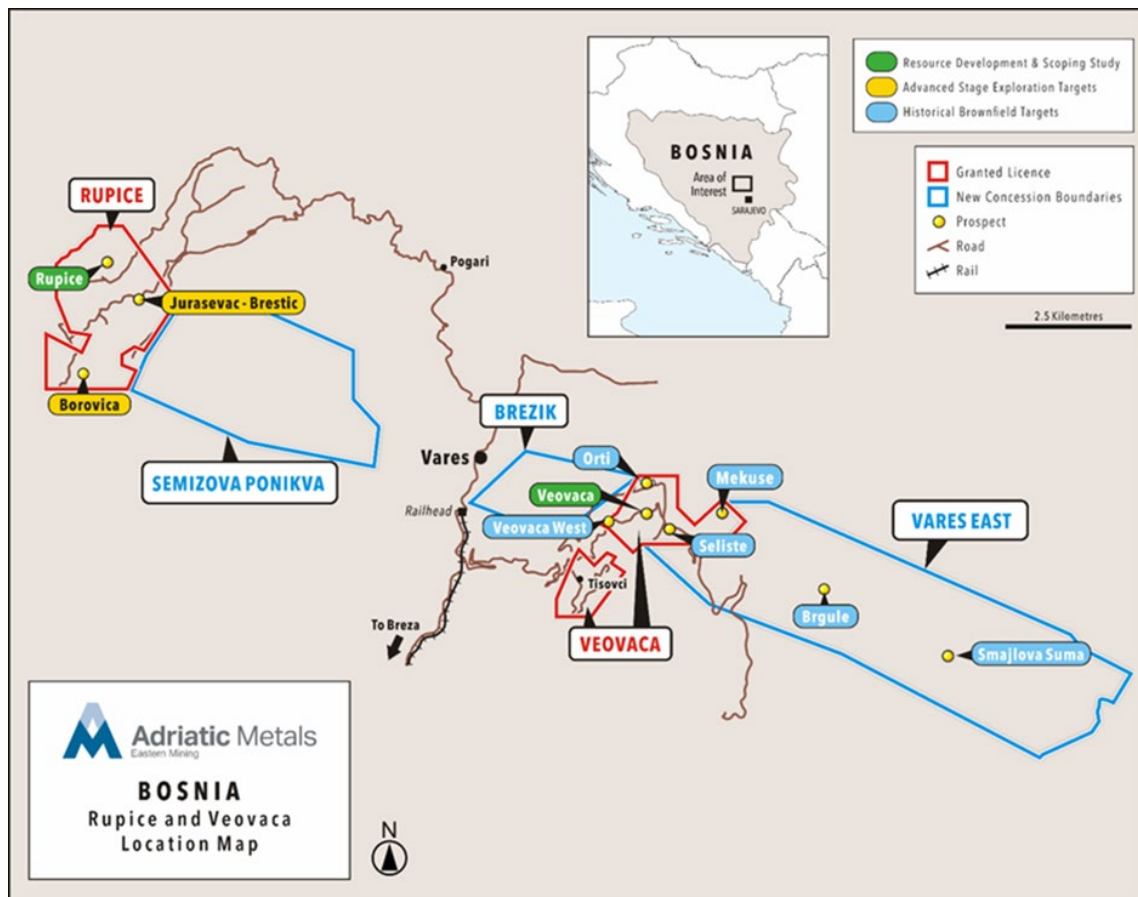 Resource Development & Scoping Study
Advanced Stage Exploration Targets
Historical Brownfield Targets
Granted Licence
New Concession Boundaries
Prospect
Road
Rail
2.5 Kilometres
BOSNIA
Area of
Interest
SARAJEVO
RUPICE
Rupice
Jurasevac - Brestic
Borovica
SEMIZOVA PONIKVA
Pogari
BREZIK
Vares
Railhead
Orti
Veovaca
Veovaca West
Mekuse
Seliste
VARES EAST
Tisovci
Brgule
To Breza
VEOVACA
Smajlova Suma
Adriatic Metals
Eastern Mining
BOSNIA
Rupice and Veovaca
Location Map
N